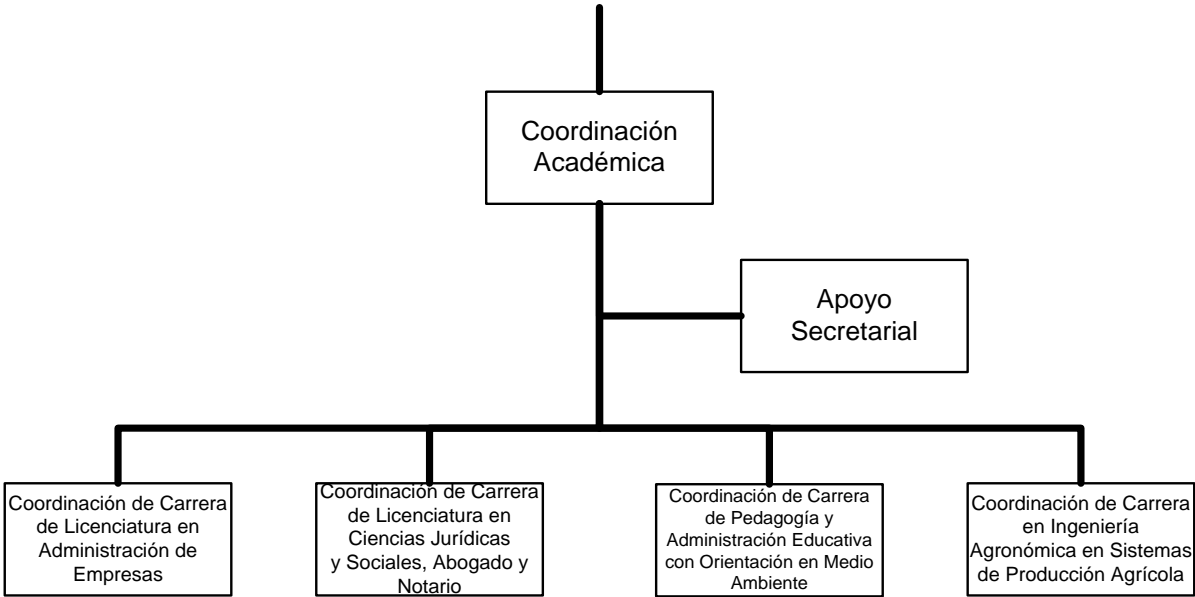 Coordinación
Académica
Apoyo
Secretarial
Coordinación de Carrera
de Licenciatura en
Administración de
Empresas
Coordinación de Carrera
de Licenciatura en
Ciencias Jurídicas
y Sociales, Abogado y
Notario
Coordinación de Carrera
de Pedagogía y
Administración Educativa
con Orientación en Medio
Ambiente
Coordinación de Carrera
en Ingeniería
Agronómica en Sistemas
de Producción Agrícola